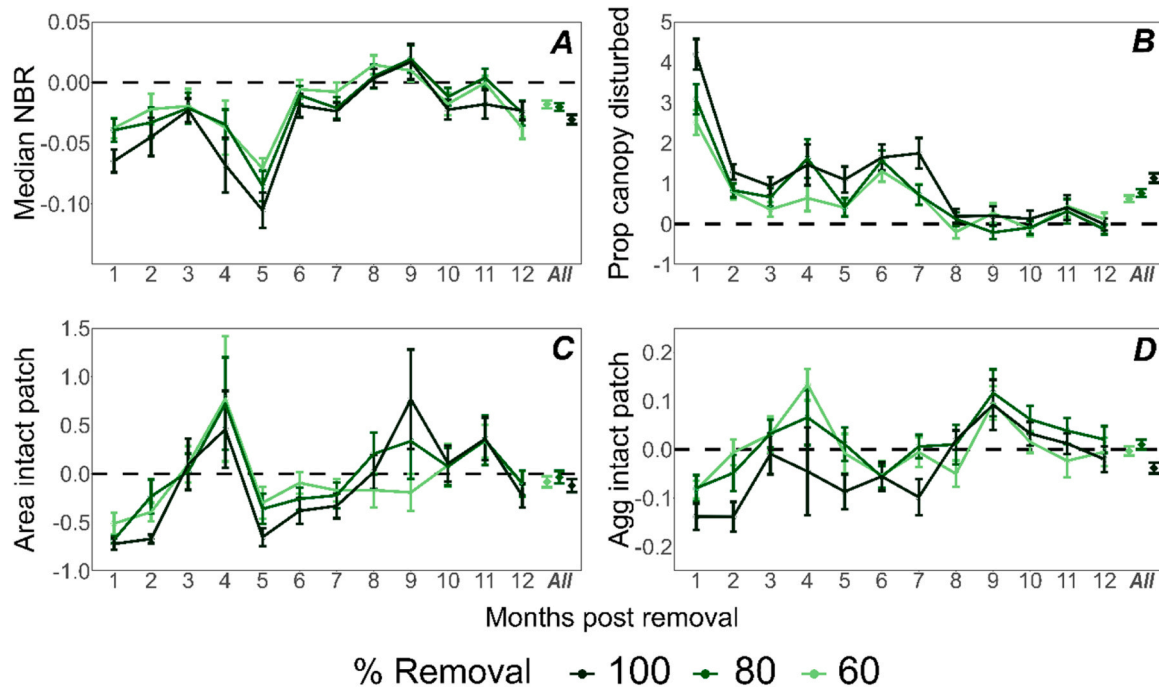 A
Median NBR
0.05
0.00
-0.05
-0.10
1 2 3 4 5 6 7 8 9 10 11 12 All
B
Prop canopy disturbed
5
4
3
2
1
0
-1
1 2 3 4 5 6 7 8 9 10 11 12 All
C
Area intact patch
1.5
1.0
0.5
0.0
-0.5
-1.0
1 2 3 4 5 6 7 8 9 10 11 12 All
D
Agg intact patch
0.2
0.1
0.0
-0.1
-0.2
1 2 3 4 5 6 7 8 9 10 11 12 All
Months post removal
% Removal 100 80 60